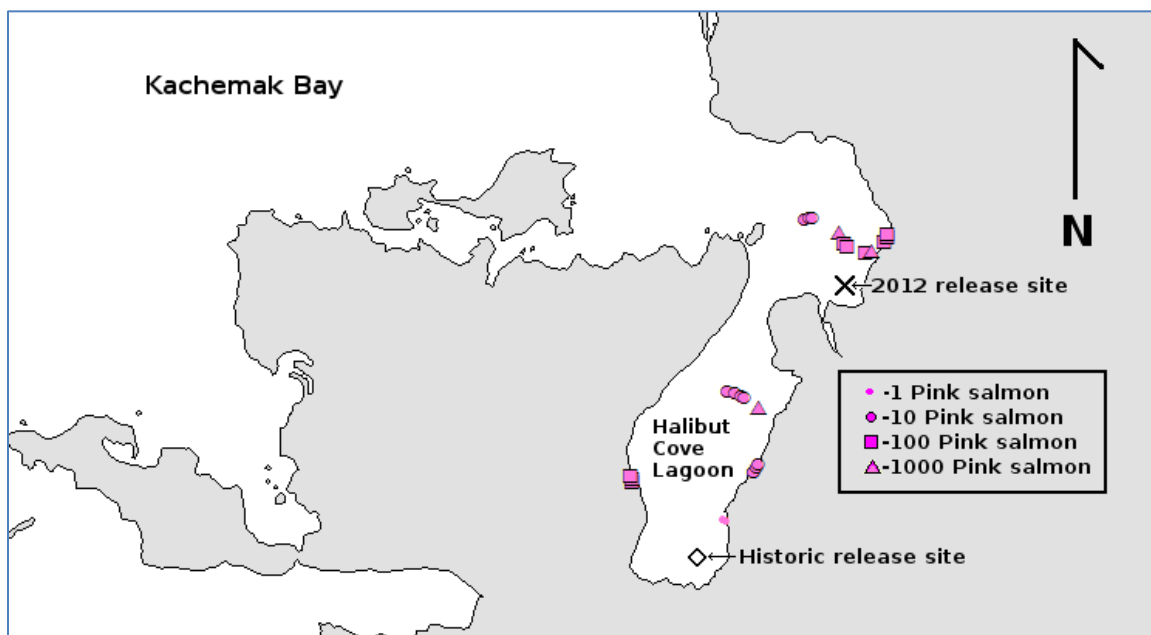 Kachemak Bay
N
2012 release site
-1 Pink salmon
-10 Pink salmon
-100 Pink salmon
-1000 Pink salmon
Halibut
Cove
Lagoon
Historic release site